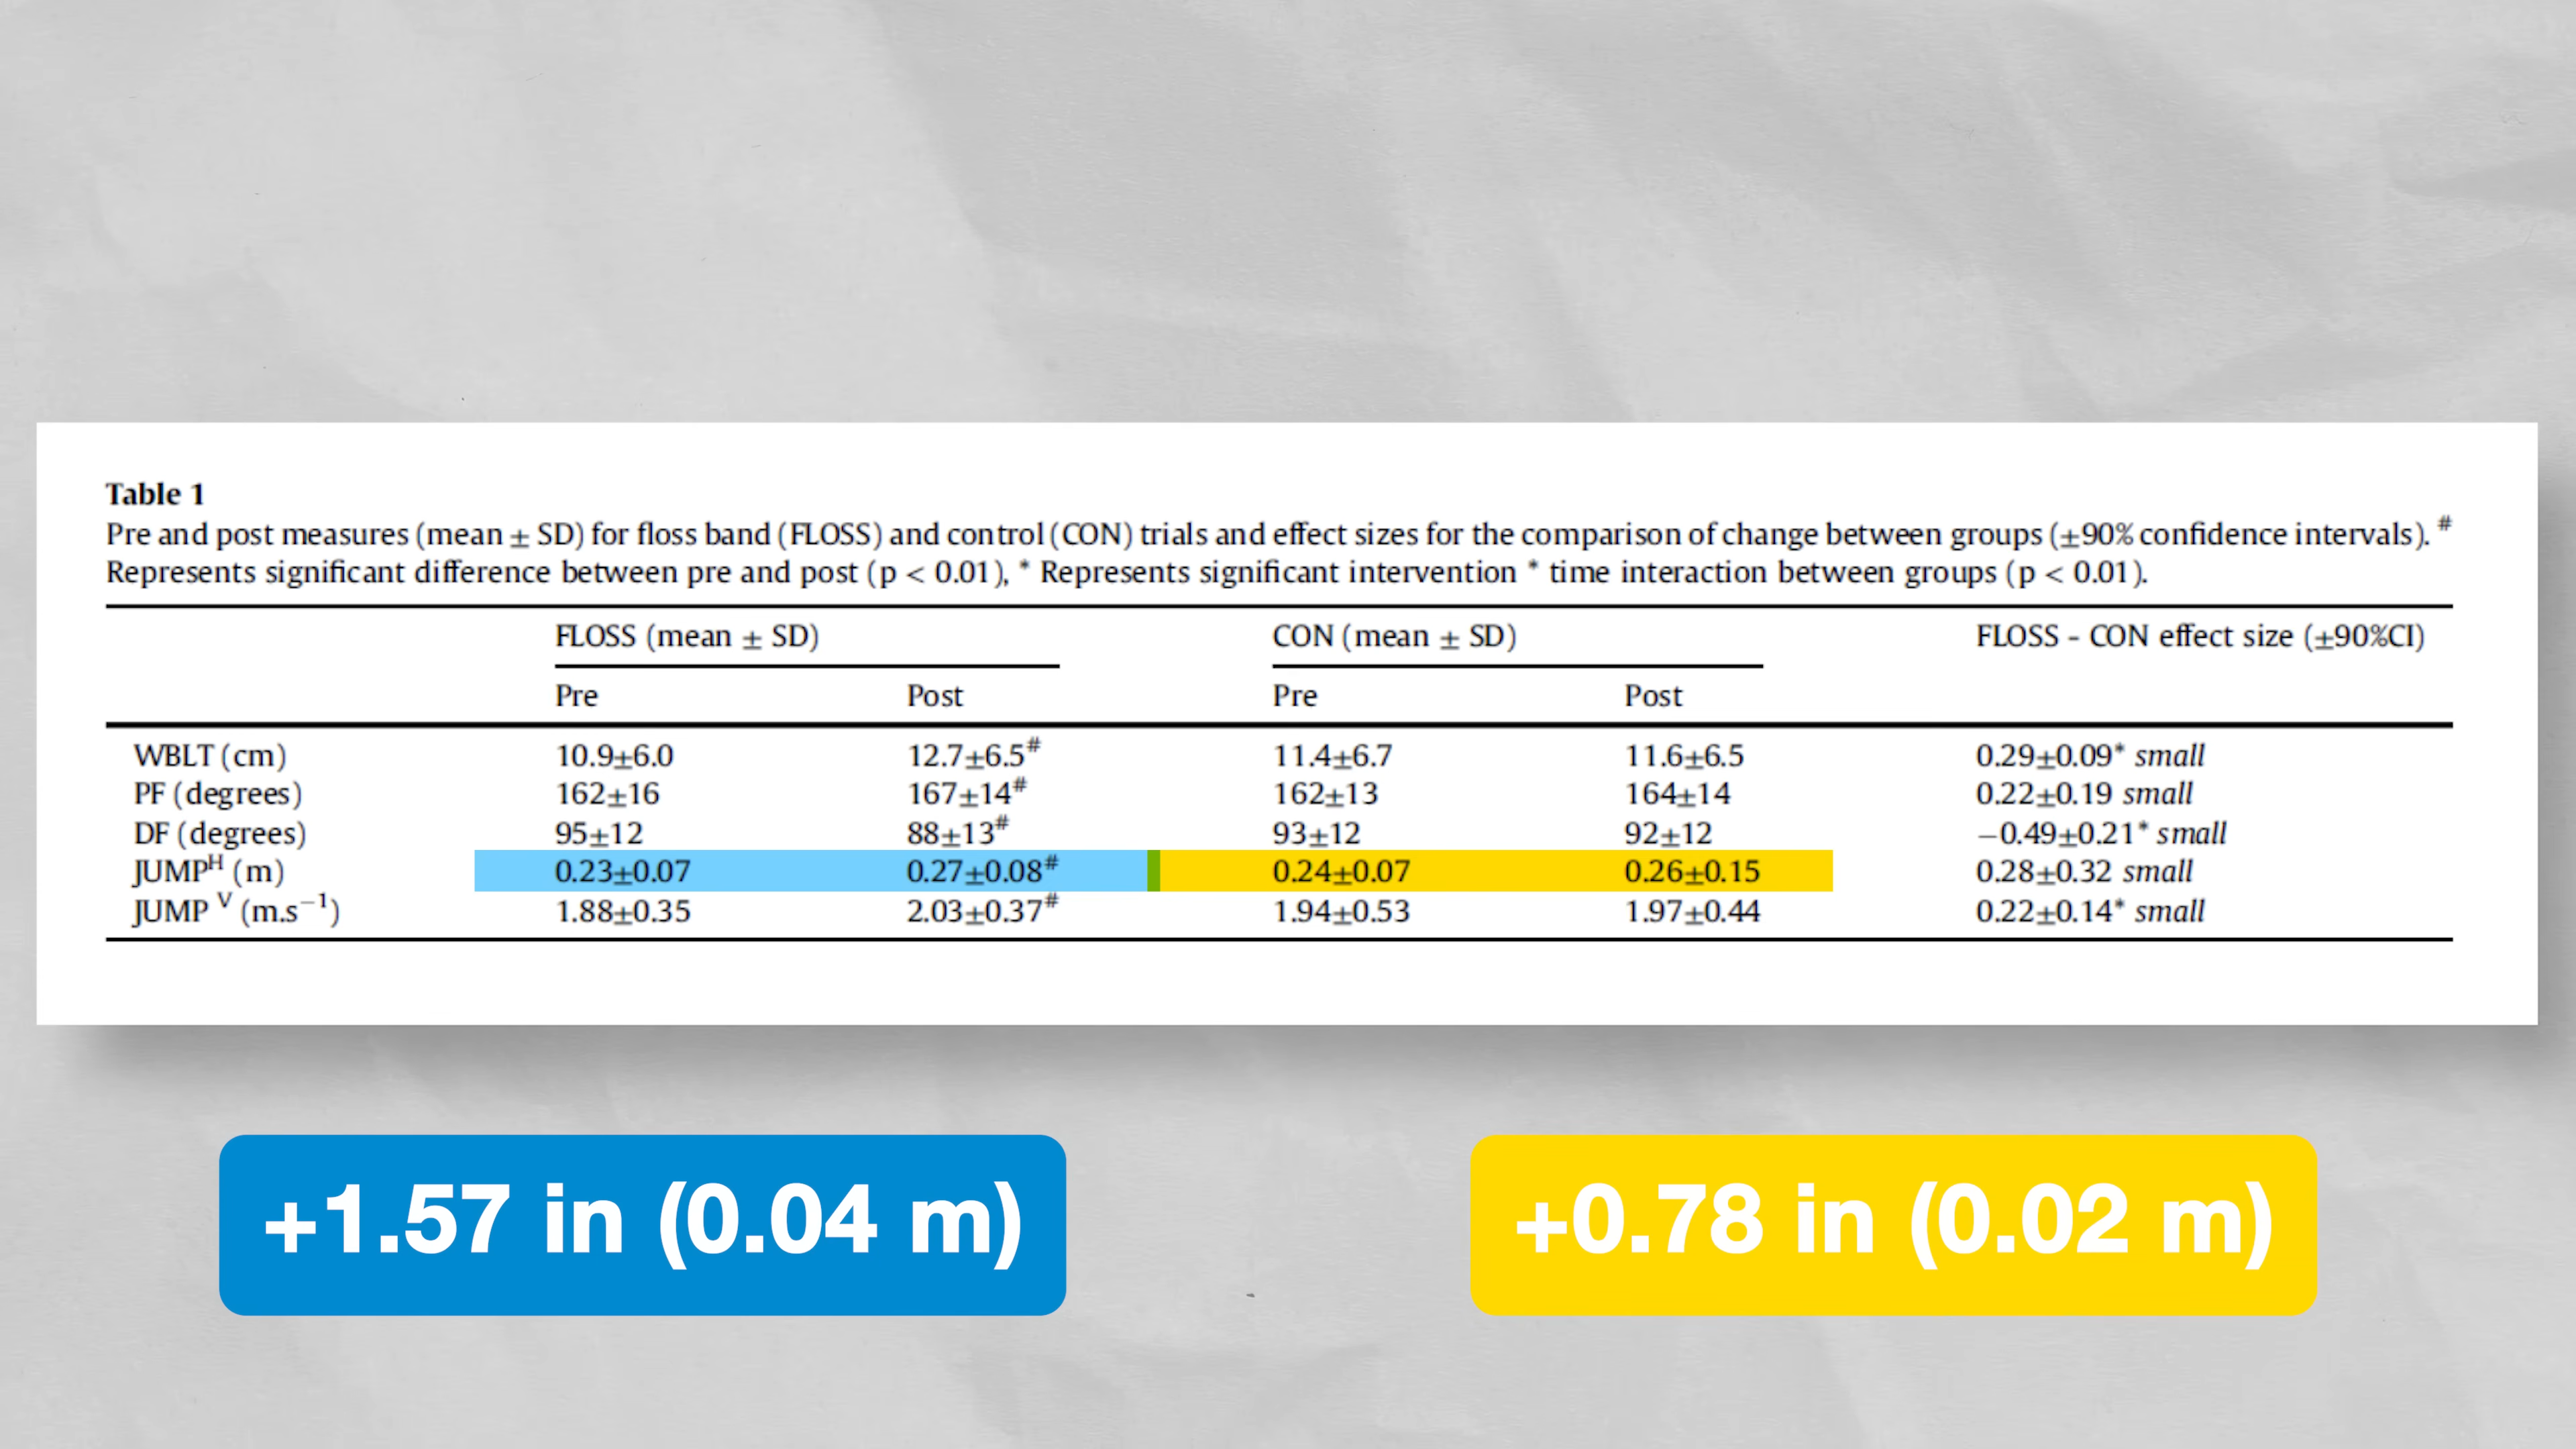 Table 1
Pre and post measures (mean ± SD) for floss band (FLOSS) and control (CON) trials and effect sizes for the comparison of change between groups (±90% confidence intervals). #
Represents significant difference between pre and post (p < 0.01), * Represents significant intervention * time interaction between groups (p < 0.01).
FLOSS (mean ± SD) CON (mean ± SD) FLOSS - CON effect size (±90%CI)
Pre Post Pre Post
WBLT (cm) 10.9±6.0 12.7±6.5# 11.4±6.7 11.6±6.5 0.29±0.09* small
PF (degrees) 162±16 167±14# 162±13 164±14 0.22±0.19 small
DF (degrees) 95±12 88±13# 93±12 92±12 −0.49±0.21* small
JUMPᴴ (m) 0.23±0.07 0.27±0.08# 0.24±0.07 0.26±0.15 0.28±0.32 small
JUMP ⱽ (m.s⁻¹) 1.88±0.35 2.03±0.37# 1.94±0.53 1.97±0.44 0.22±0.14* small
+1.57 in (0.04 m) +0.78 in (0.02 m)